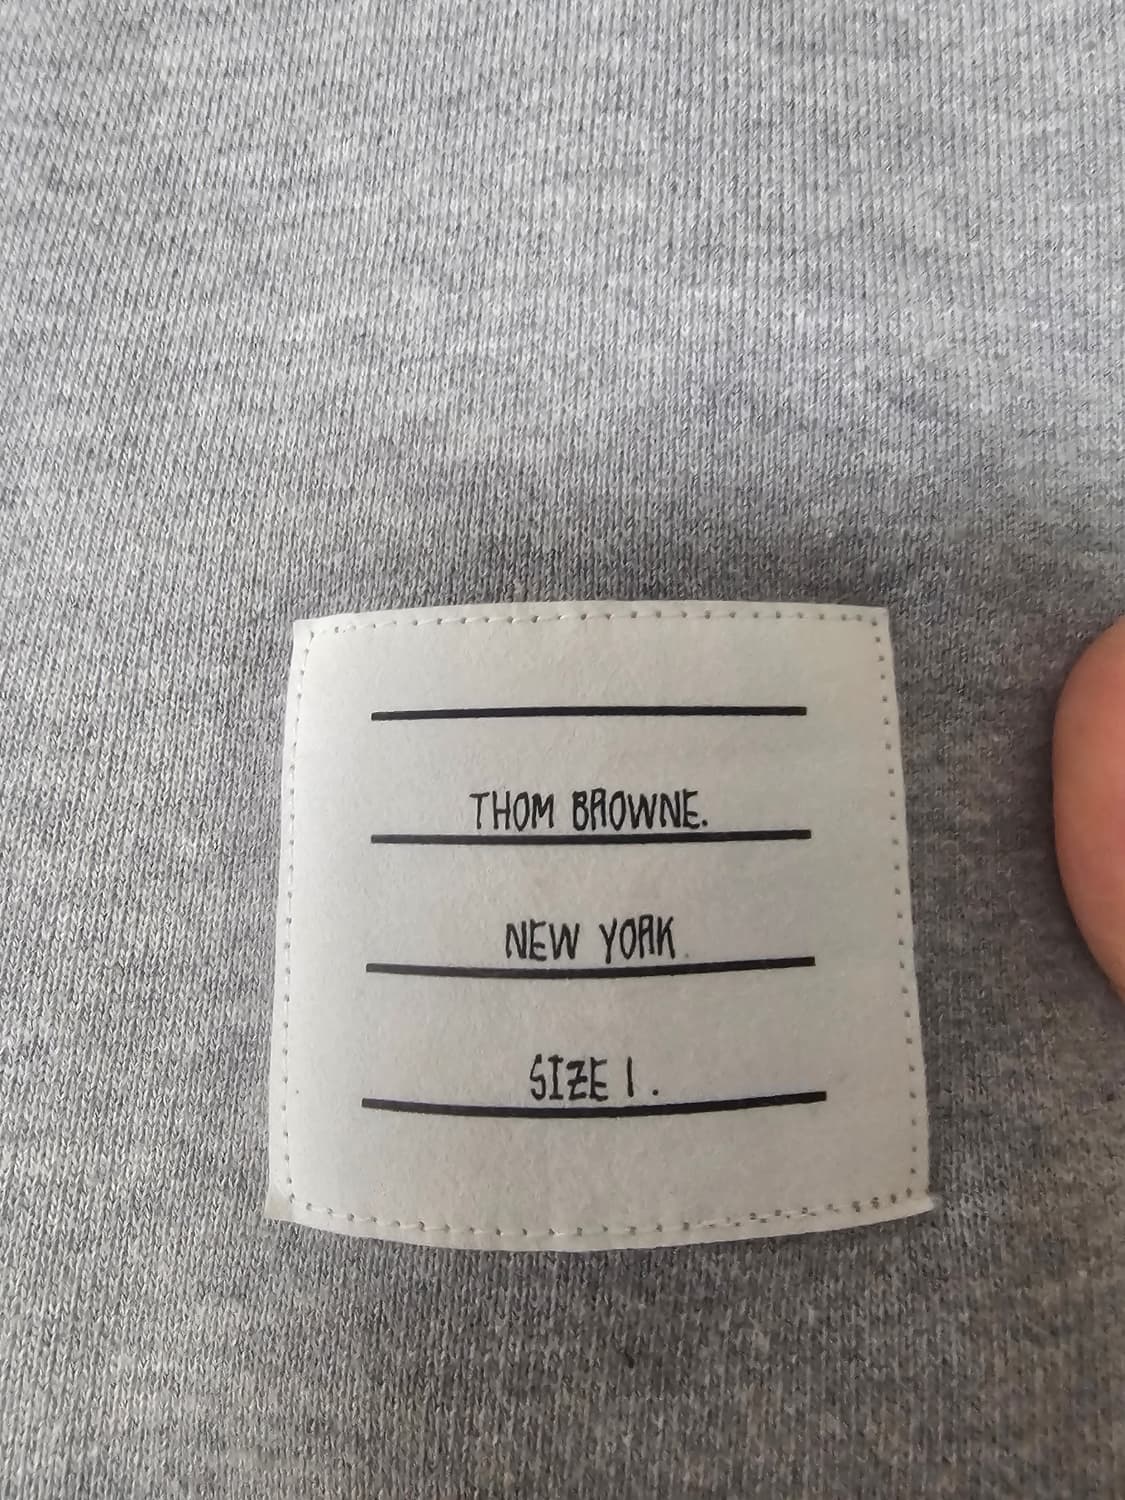 THOM BROWNE.
NEW YORK.
SIZE 1.